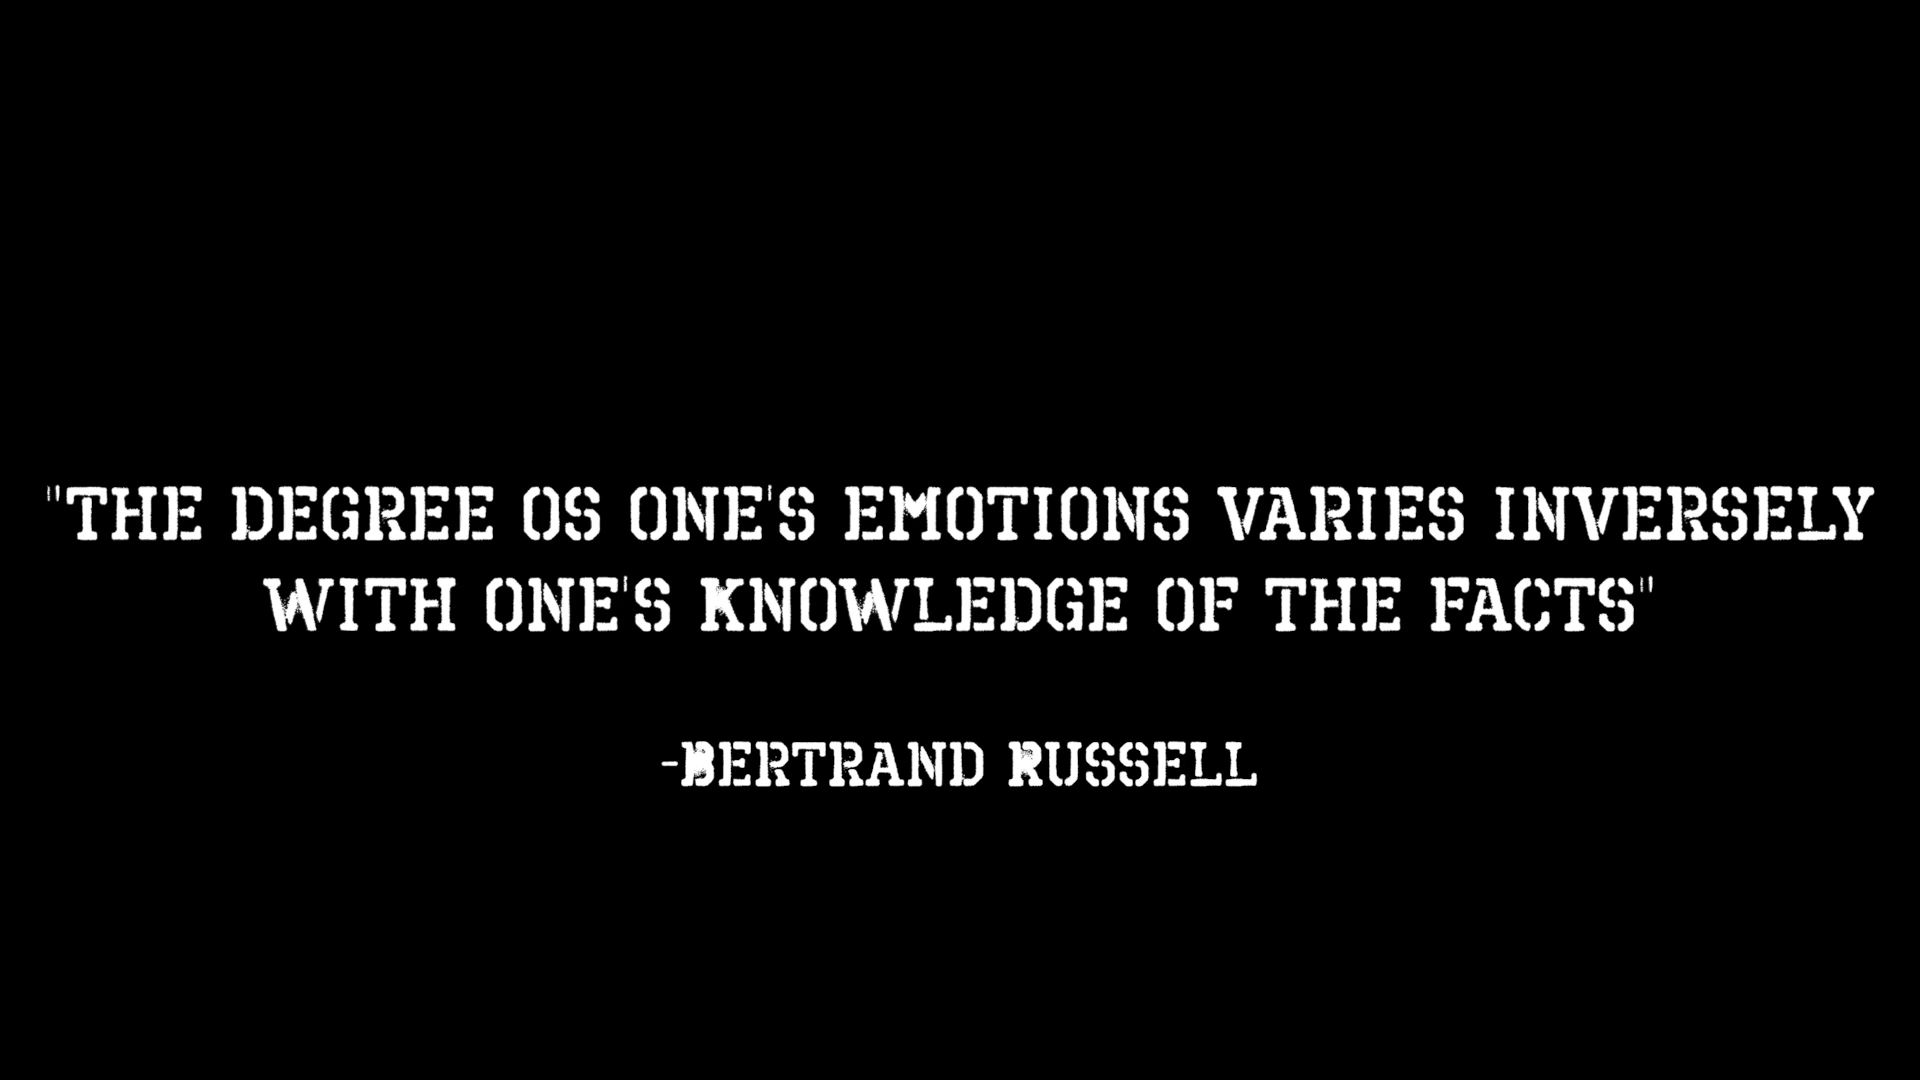 "THE DEGREE OS ONE'S EMOTIONS VARIES INVERSELY
WITH ONE'S KNOWLEDGE OF THE FACTS"
-BERTRAND RUSSELL